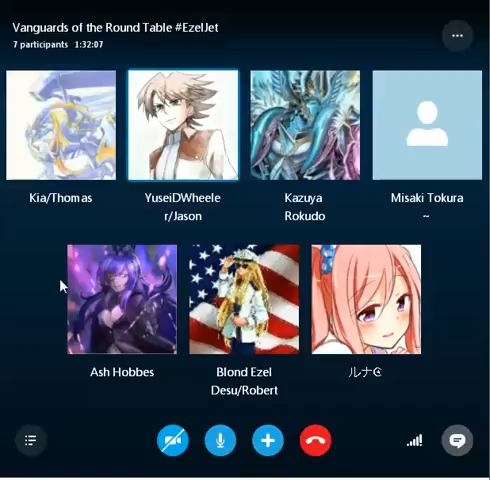 Vanguards of the Round Table #EzelJet
7 participants 1:32:07
Kia/Thomas
YuseiDWheele
r/Jason
Kazuya
Rokudo
Misaki Tokura
~
Ash Hobbes
Blond Ezel
Desu/Robert
ルナ☪